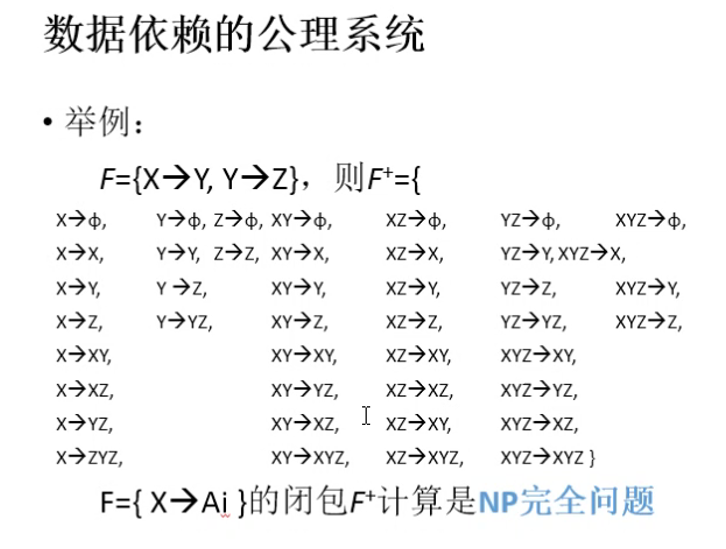 数据依赖的公理系统
• 举例：
F={X→Y, Y→Z}，则F⁺={
X→φ, Y→φ, Z→φ, XY→φ, XZ→φ, YZ→φ, XYZ→φ,
X→X, Y→Y, Z→Z, XY→X, XZ→X, YZ→Y, XYZ→X,
X→Y, Y→Z, XY→Y, XZ→Y, YZ→Z, XYZ→Y,
X→Z, Y→YZ, XY→Z, XZ→Z, YZ→YZ, XYZ→Z,
X→XY, XY→XY, XZ→XY, XYZ→XY,
X→XZ, XY→YZ, XZ→XZ, XYZ→YZ,
X→YZ, XY→XZ, XZ→XY, XYZ→XZ,
X→ZYZ, XY→XYZ, XZ→XYZ, XYZ→XYZ }
F={ X→Ai }的闭包F⁺计算是NP完全问题